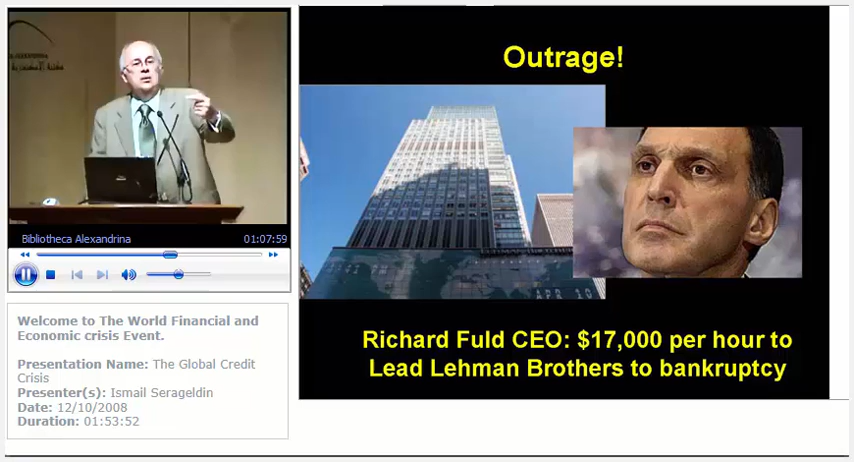 Bibliotheca Alexandrina
01:07:59
Welcome to The World Financial and
Economic crisis Event.
Presentation Name: The Global Credit
Crisis
Presenter(s): Ismail Serageldin
Date: 12/10/2008
Duration: 01:53:52
Outrage!
APR 10
Richard Fuld CEO: $17,000 per hour to
Lead Lehman Brothers to bankruptcy